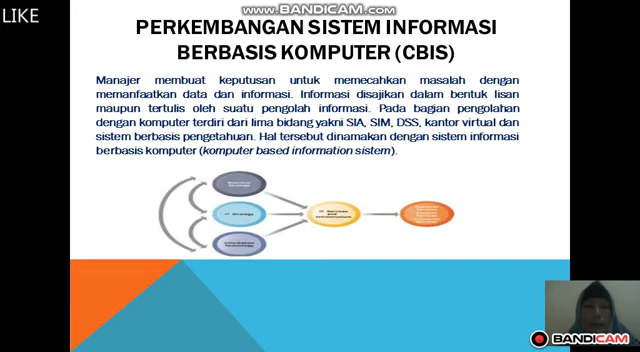 WWW.BANDICAM.COM
LIKE
PERKEMBANGAN SISTEM INFORMASI
BERBASIS KOMPUTER (CBIS)
Manajer membuat keputusan untuk memecahkan masalah dengan
memanfaatkan data dan informasi. Informasi disajikan dalam bentuk lisan
maupun tertulis oleh suatu pengolah informasi. Pada bagian pengolahan
dengan komputer terdiri dari lima bidang yakni SIA, SIM, DSS, kantor virtual dan
sistem berbasis pengetahuan. Hal tersebut dinamakan dengan sistem informasi
berbasis komputer (komputer based information sistem).
IT Strategy
BANDICAM